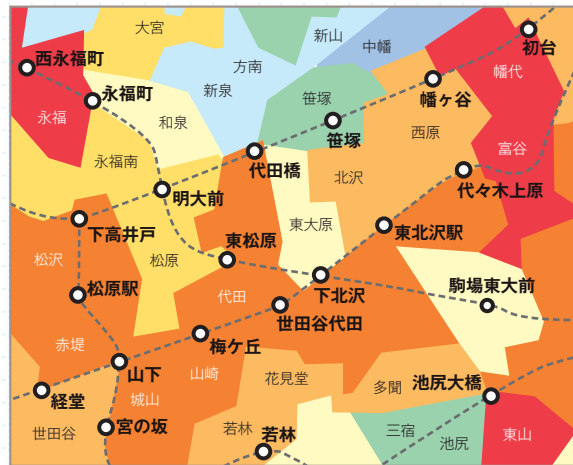 大宮
新山
中幡
初台
西永福町
方南
幡代
永福町
新泉
笹塚
幡ヶ谷
永福
和泉
笹塚
西原
富谷
永福南
代田橋
北沢
代々木上原
明大前
下高井戸
東松原
東大原
東北沢駅
松沢
松原
松原駅
代田
下北沢
駒場東大前
世田谷代田
赤堤
梅ケ丘
山下
山崎
花見堂
多聞
池尻大橋
経堂
城山
世田谷
宮の坂
若林
若林
三宿
池尻
東山